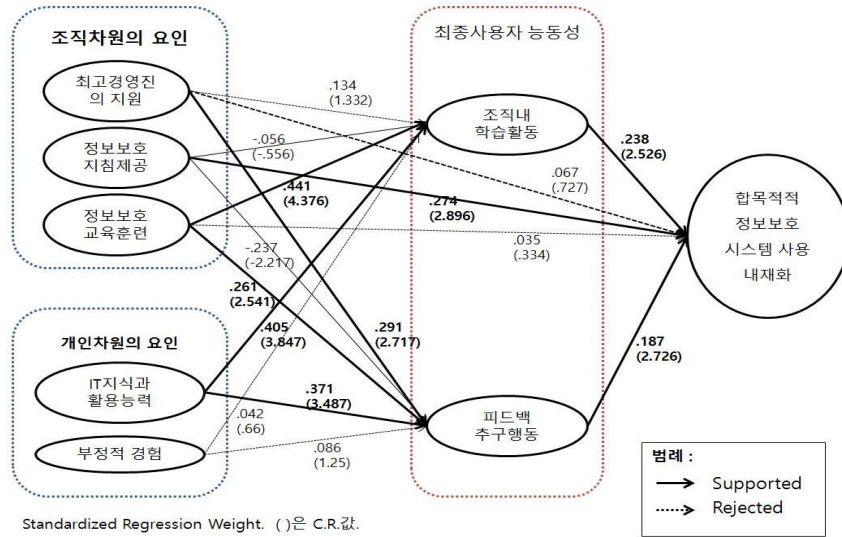 조직차원의 요인
최고경영진
의 지원
정보보호
지침제공
정보보호
교육훈련
개인차원의 요인
IT지식과
활용능력
부정적 경험
최종사용자 능동성
조직내
학습활동
피드백
추구행동
합목적적
정보보호
시스템 사용
내재화
.134
(1.332)
-.056
(-.556)
.441
(4.376)
.067
(.727)
.274
(2.896)
.238
(2.526)
.035
(.334)
-.237
(-2.217)
.261
(2.541)
.405
(3.847)
.291
(2.717)
.187
(2.726)
.371
(3.487)
.042
(.66)
.086
(1.25)
범례 :
Supported
Rejected
Standardized Regression Weight. ( )은 C.R.값.